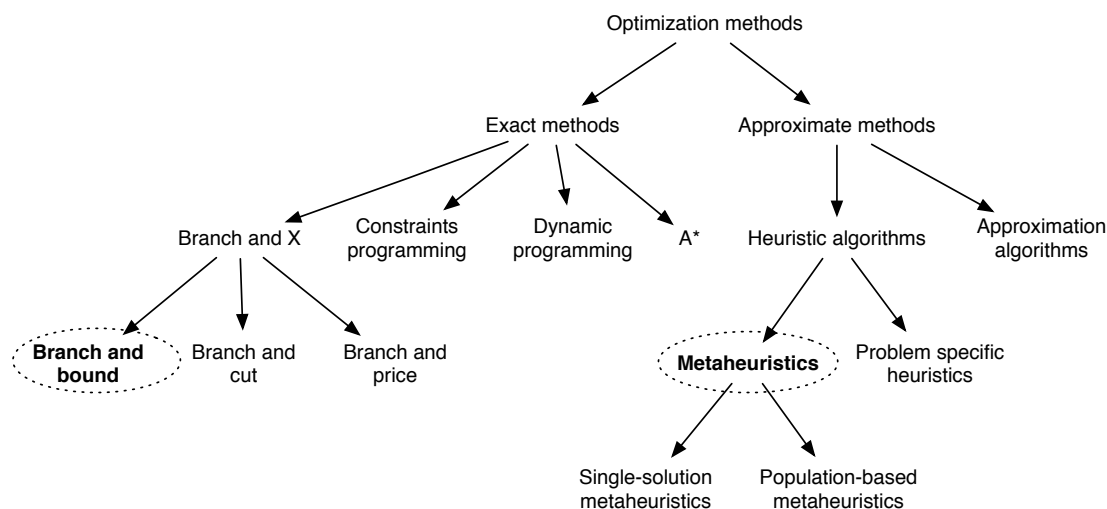 Optimization methods
Exact methods
Approximate methods
Branch and X
Constraints
programming
Dynamic
programming
A*
Heuristic algorithms
Approximation
algorithms
Branch and
bound
Branch and
cut
Branch and
price
Metaheuristics
Problem specific
heuristics
Single-solution
metaheuristics
Population-based
metaheuristics